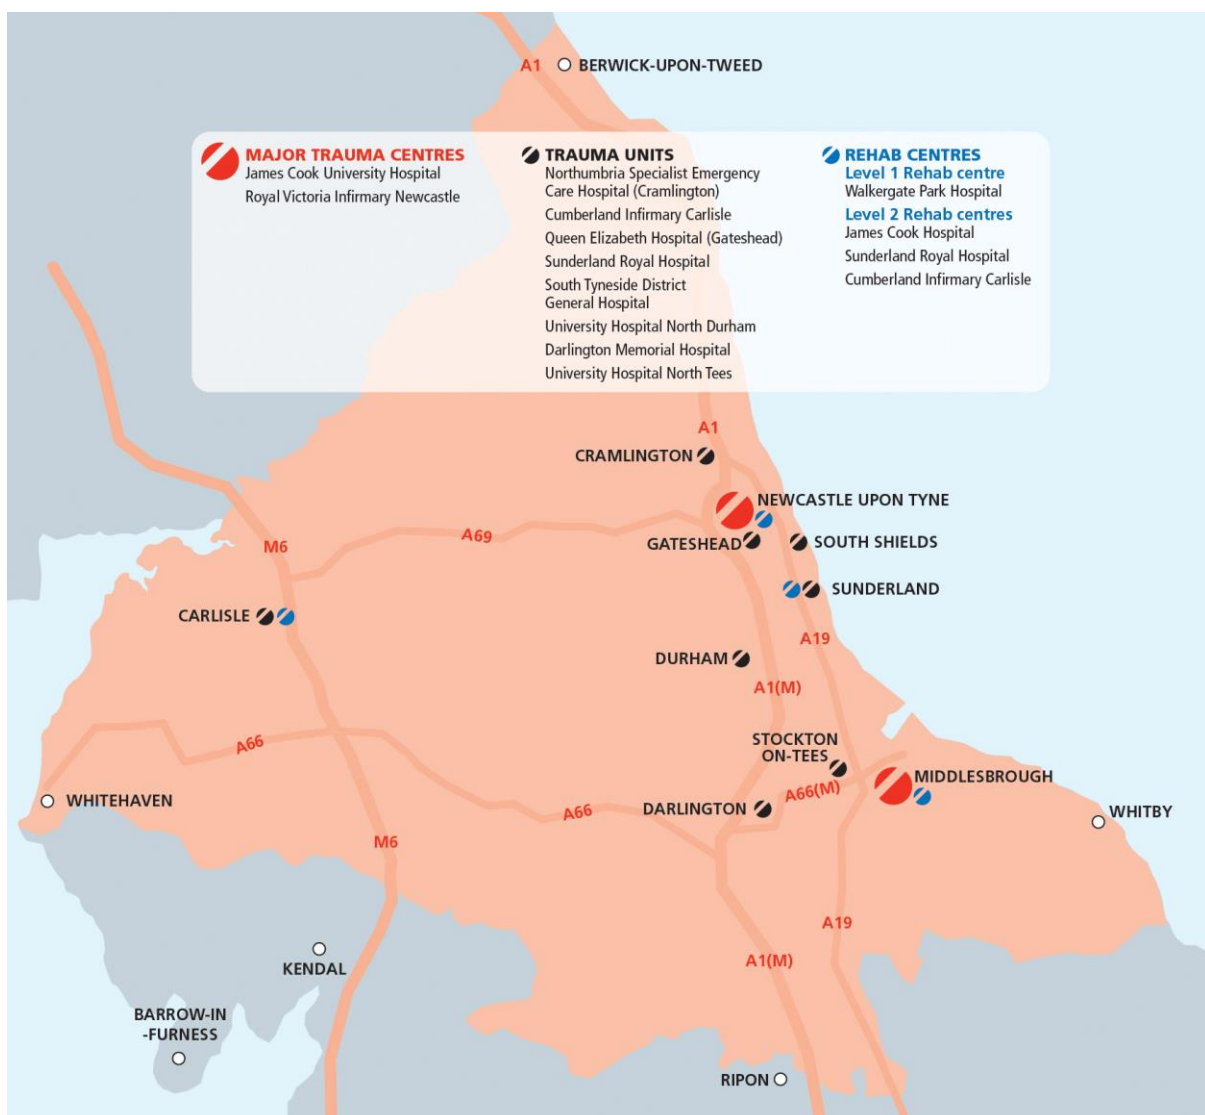 A1
BERWICK-UPON-TWEED
MAJOR TRAUMA CENTRES
James Cook University Hospital
Royal Victoria Infirmary Newcastle
TRAUMA UNITS
Northumbria Specialist Emergency
Care Hospital (Cramlington)
Cumberland Infirmary Carlisle
Queen Elizabeth Hospital (Gateshead)
Sunderland Royal Hospital
South Tyneside District
General Hospital
University Hospital North Durham
Darlington Memorial Hospital
University Hospital North Tees
REHAB CENTRES
Level 1 Rehab centre
Walkergate Park Hospital
Level 2 Rehab centres
James Cook Hospital
Sunderland Royal Hospital
Cumberland Infirmary Carlisle
A1
CRAMLINGTON
NEWCASTLE UPON TYNE
A69
M6
GATESHEAD
SOUTH SHIELDS
SUNDERLAND
CARLISLE
A19
DURHAM
A1(M)
A66
STOCKTON
ON-TEES
MIDDLESBROUGH
A66(M)
WHITEHAVEN
A66
DARLINGTON
WHITBY
M6
A19
KENDAL
A1(M)
BARROW-IN
-FURNESS
RIPON